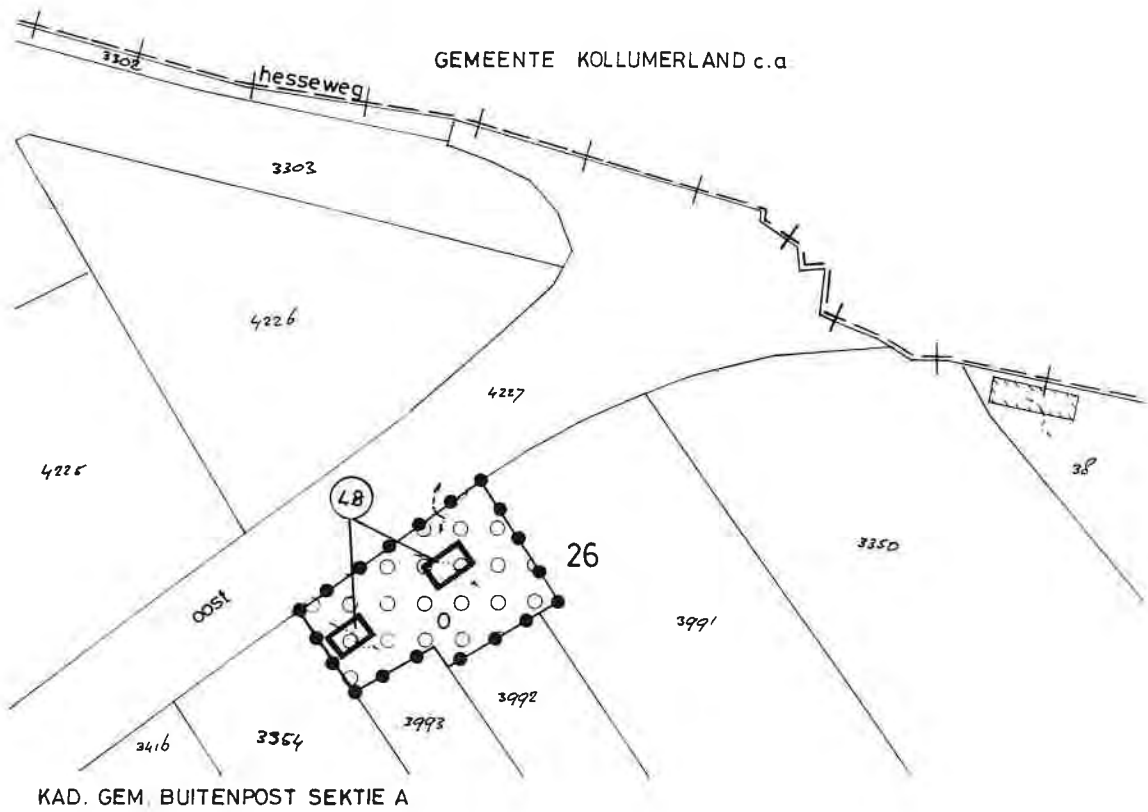 GEMEENTE KOLLUMERLAND c.a
3302
hesseweg
3303
4226
4227
4225
38
48
26
3350
oost
O
3991
3992
3993
3416
3354
KAD. GEM. BUITENPOST SEKTIE A